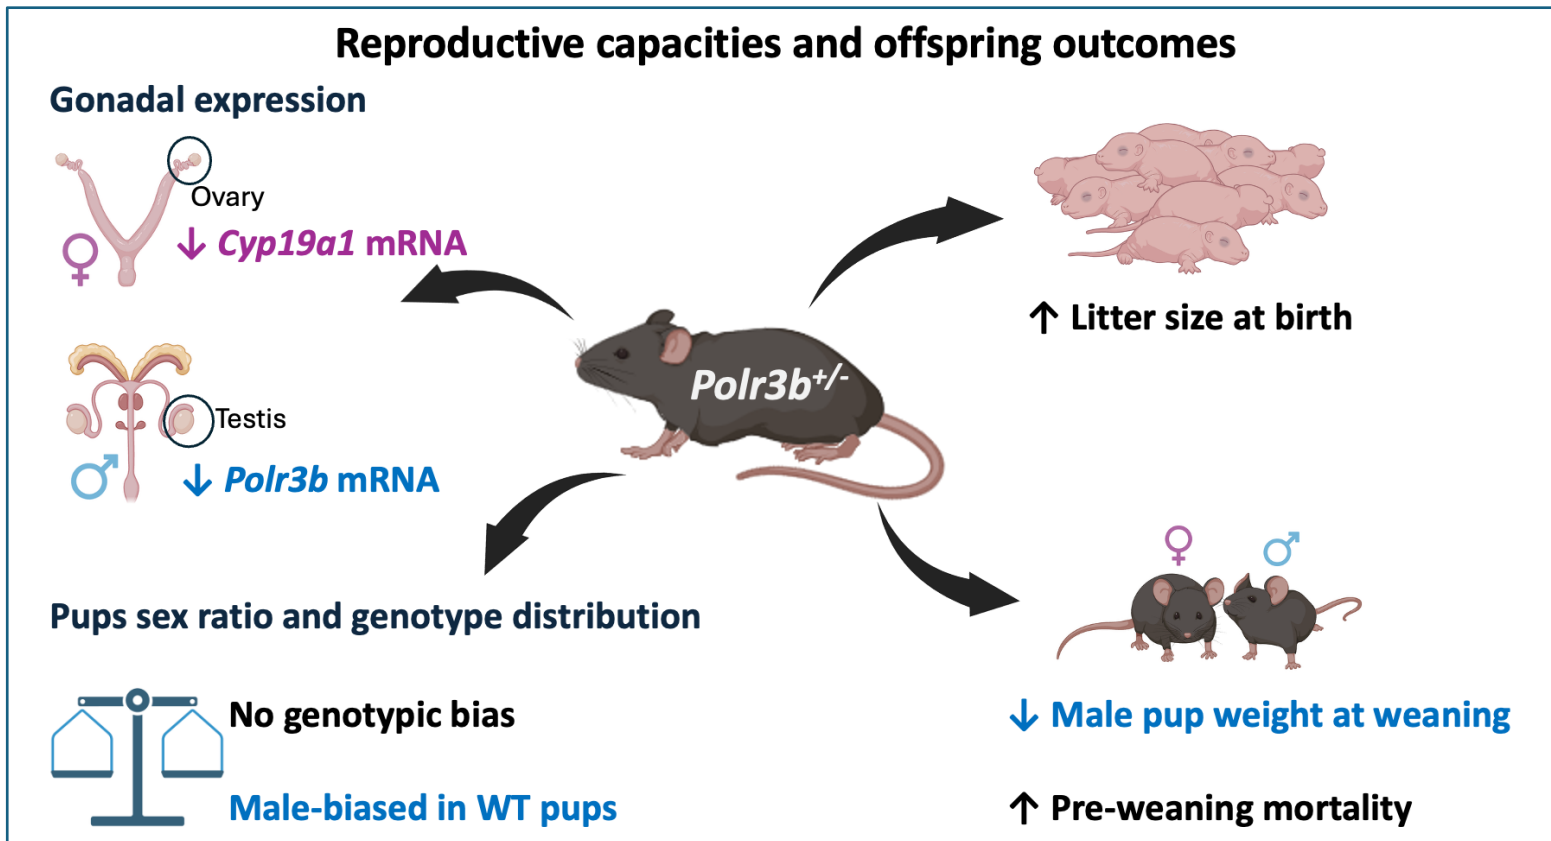 Reproductive capacities and offspring outcomes
Gonadal expression
Ovary
↓ Cyp19a1 mRNA
Testis
↓ Polr3b mRNA
Polr3b+/-
↑ Litter size at birth
Pups sex ratio and genotype distribution
No genotypic bias
Male-biased in WT pups
↓ Male pup weight at weaning
↑ Pre-weaning mortality